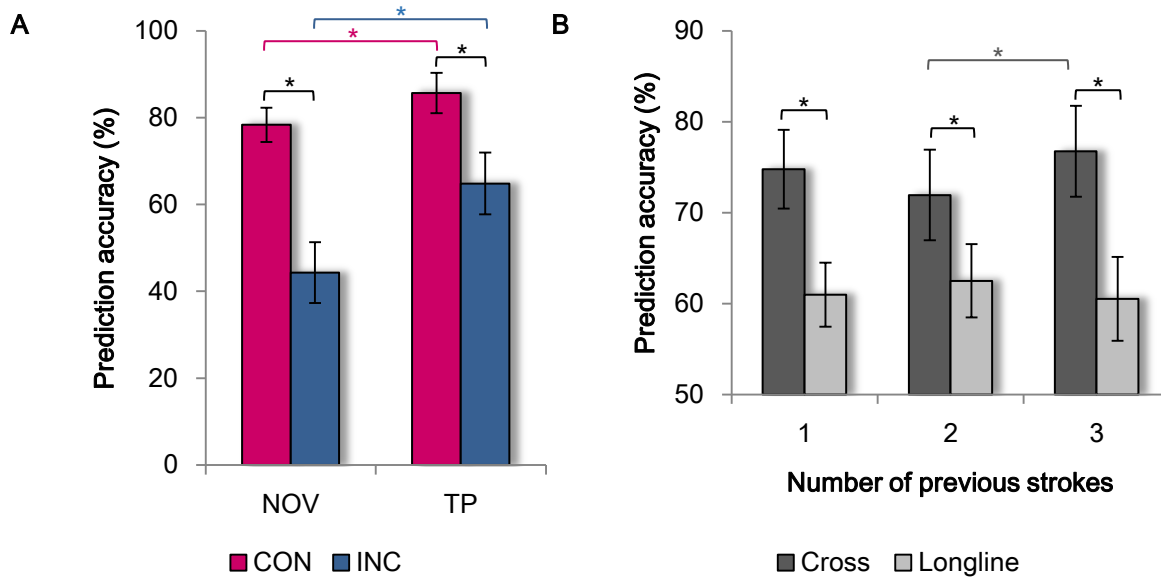 A
Prediction accuracy (%)
100
80
60
40
20
0
*
*
*
*
NOV TP
CON INC
B
Prediction accuracy (%)
90
80
70
60
50
*
*
*
*
1 2 3
Number of previous strokes
Cross Longline